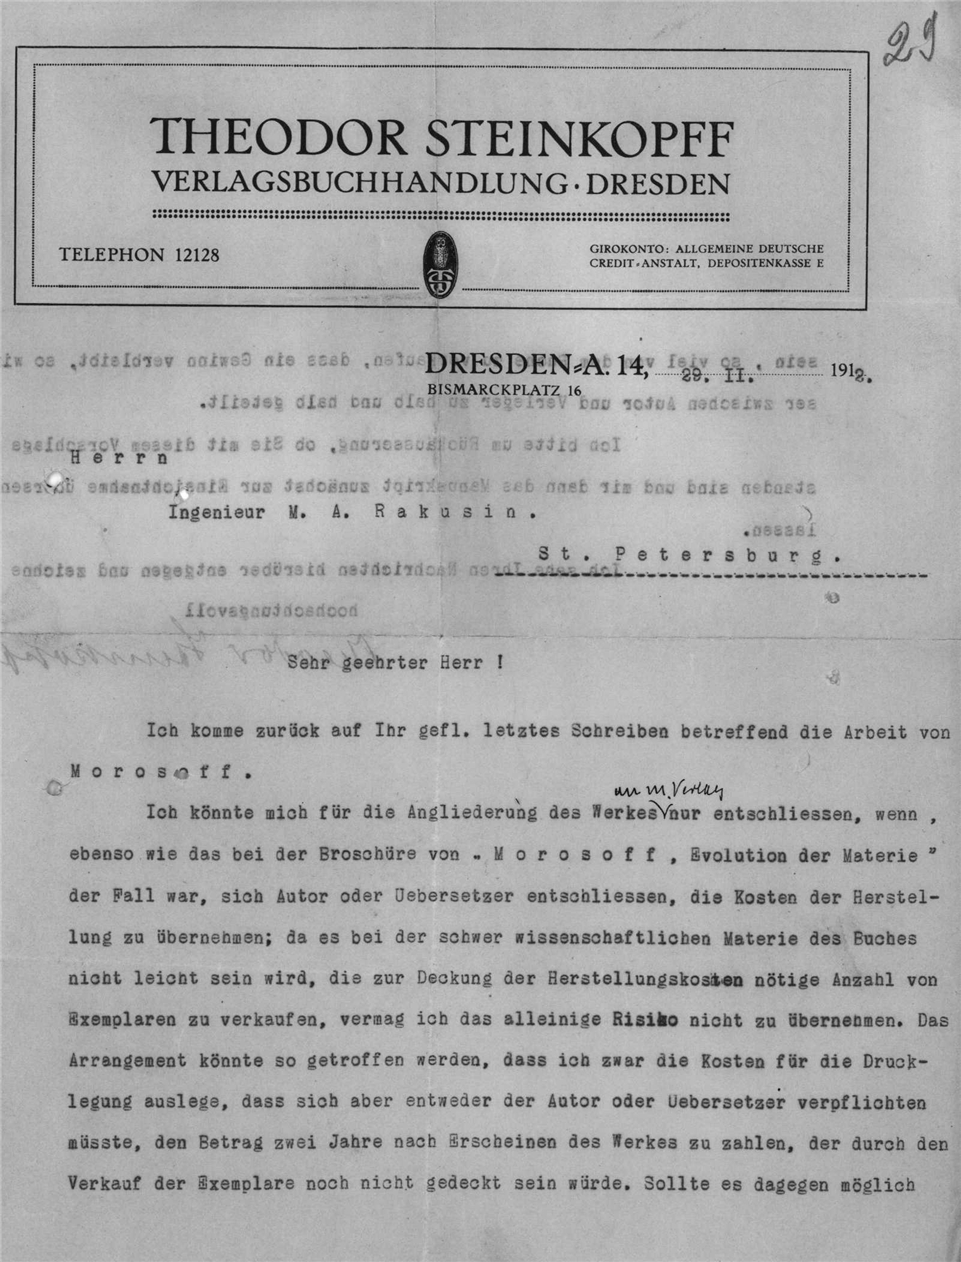 29
THEODOR STEINKOPFF
VERLAGSBUCHHANDLUNG · DRESDEN
TELEPHON 12128
GIROKONTO: ALLGEMEINE DEUTSCHE
CREDIT-ANSTALT, DEPOSITENKASSE E
DRESDEN-A. 14, 29. II. 1912.
BISMARCKPLATZ 16
Herrn
Ingenieur M. A. Rakusin.
St. Petersburg.
Sehr geehrter Herr !
Ich komme zurück auf Ihr gefl. letztes Schreiben betreffend die Arbeit von
Morosoff.
an m. Verlag
Ich könnte mich für die Angliederung des Werkes nur entschliessen, wenn ,
ebenso wie das bei der Broschüre von „ Morosoff, Evolution der Materie "
der Fall war, sich Autor oder Uebersetzer entschliessen, die Kosten der Herstel-
lung zu übernehmen; da es bei der schwer wissenschaftlichen Materie des Buches
nicht leicht sein wird, die zur Deckung der Herstellungskosten nötige Anzahl von
Exemplaren zu verkaufen, vermag ich das alleinige Risiko nicht zu übernehmen. Das
Arrangement könnte so getroffen werden, dass ich zwar die Kosten für die Druck-
legung auslege, dass sich aber entweder der Autor oder Uebersetzer verpflichten
müsste, den Betrag zwei Jahre nach Erscheinen des Werkes zu zahlen, der durch den
Verkauf der Exemplare noch nicht gedeckt sein würde. Sollte es dagegen möglich